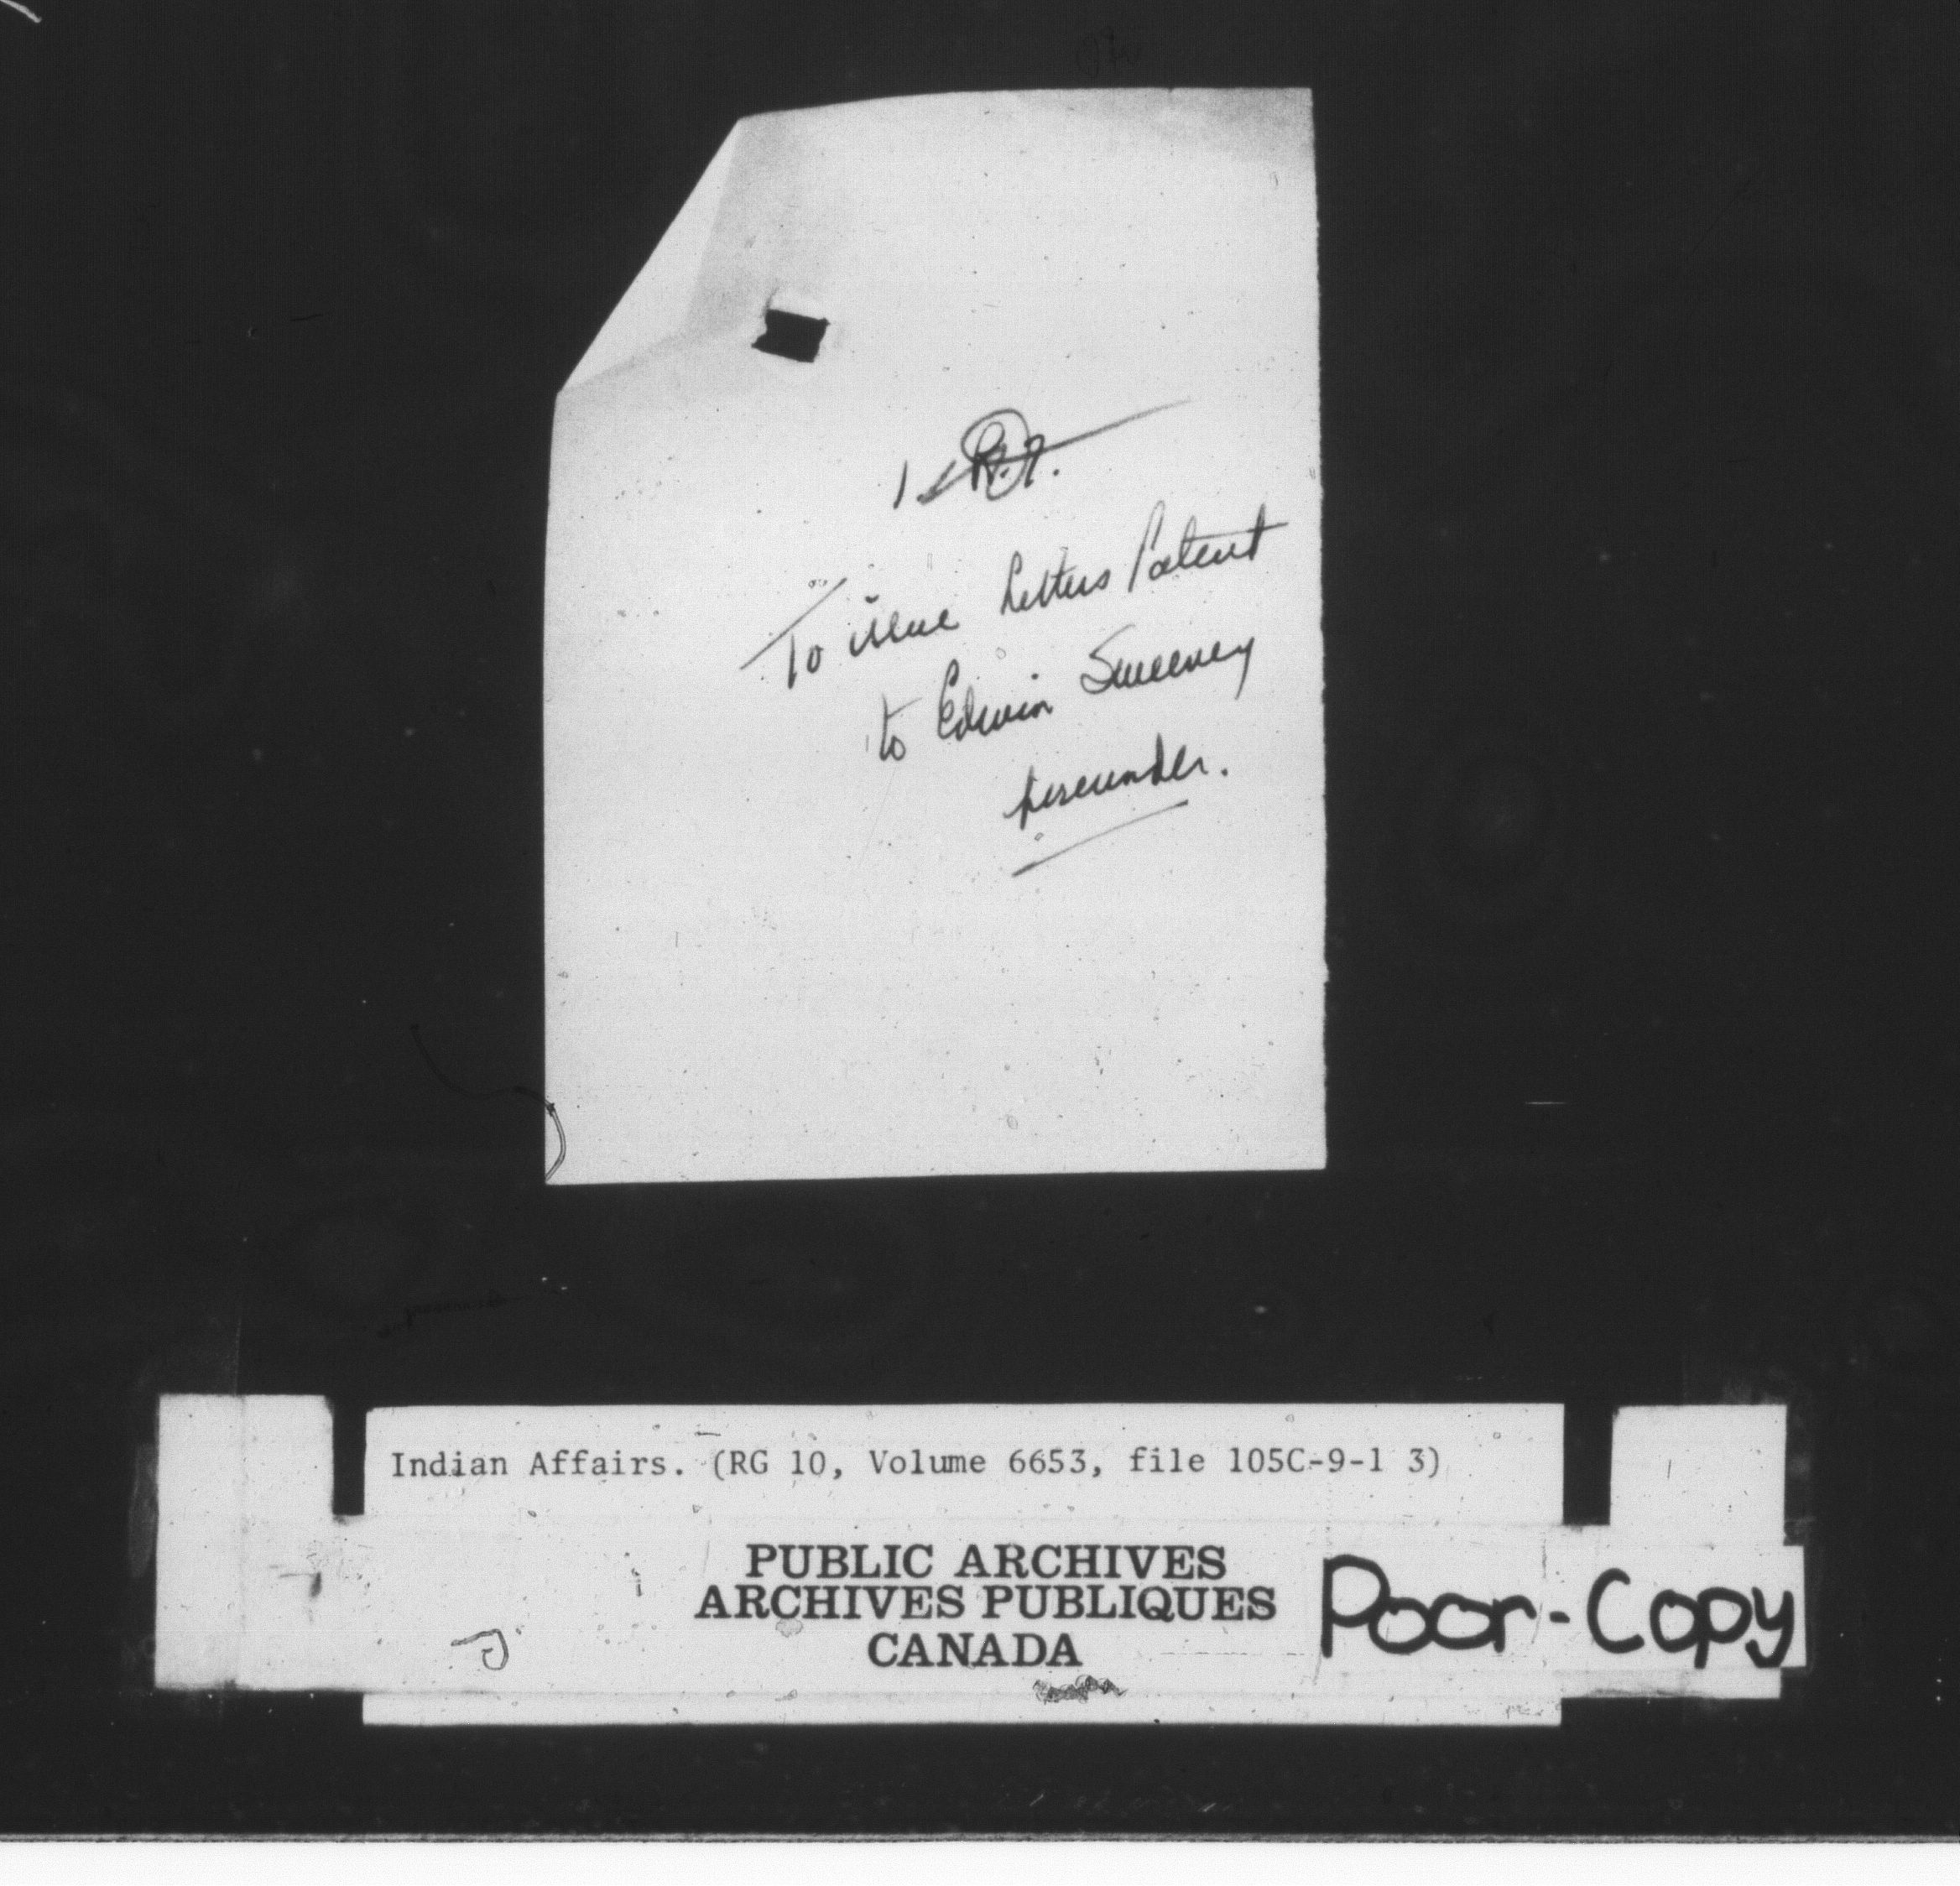 To issue Letters Patent
to Edwin Sweeney
hereunder.
Indian Affairs. (RG 10, Volume 6653, file 105C-9-1 3)
PUBLIC ARCHIVES
ARCHIVES PUBLIQUES
CANADA
Poor-Copy